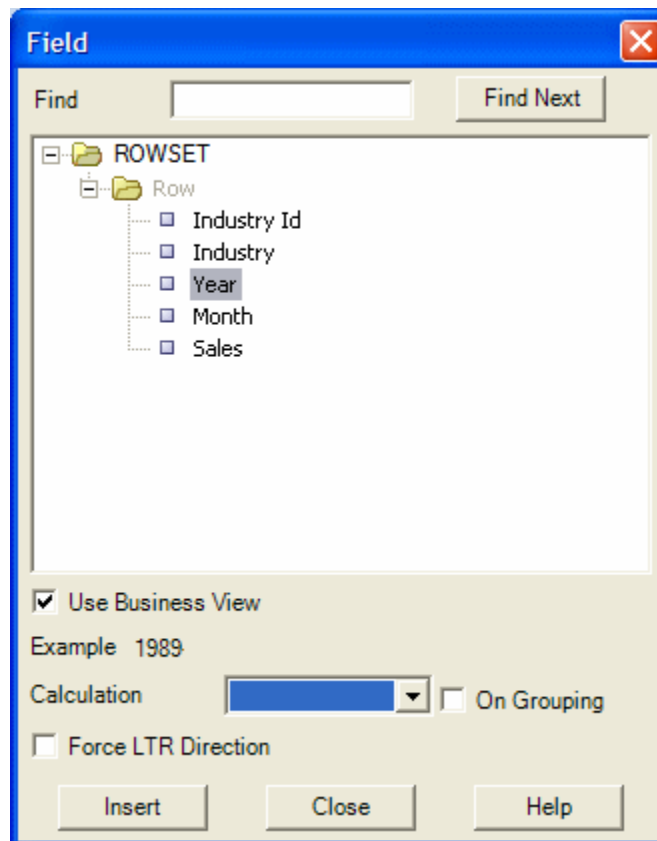 Field
Find Find Next
ROWSET
Row
Industry Id
Industry
Year
Month
Sales
Use Business View
Example 1989
Calculation On Grouping
Force LTR Direction
Insert Close Help